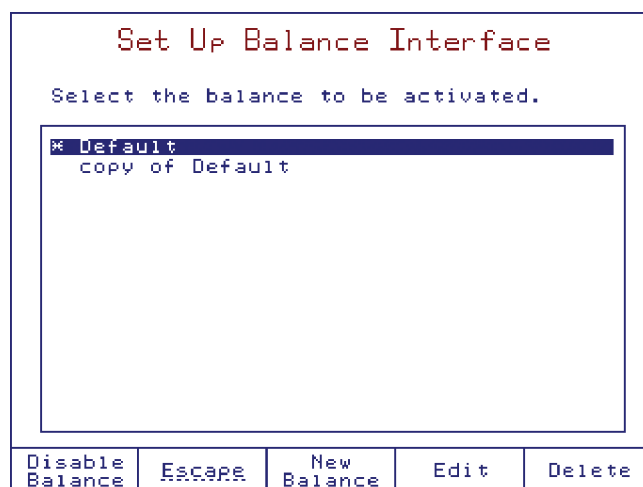 Set Up Balance Interface
Select the balance to be activated.
* Default
copy of Default
Disable
Balance
Escape
New
Balance
Edit
Delete